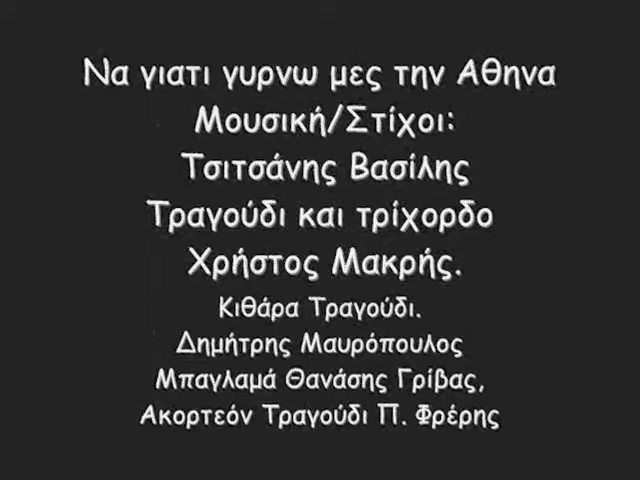 Να γιατι γυρνω μες την Αθηνα
Μουσική/Στίχοι:
Τσιτσάνης Βασίλης
Τραγούδι και τρίχορδο
Χρήστος Μακρής.
Κιθάρα Τραγούδι.
Δημήτρης Μαυρόπουλος
Μπαγλαμά Θανάσης Γρίβας,
Ακορτεόν Τραγούδι Π. Φρέρης